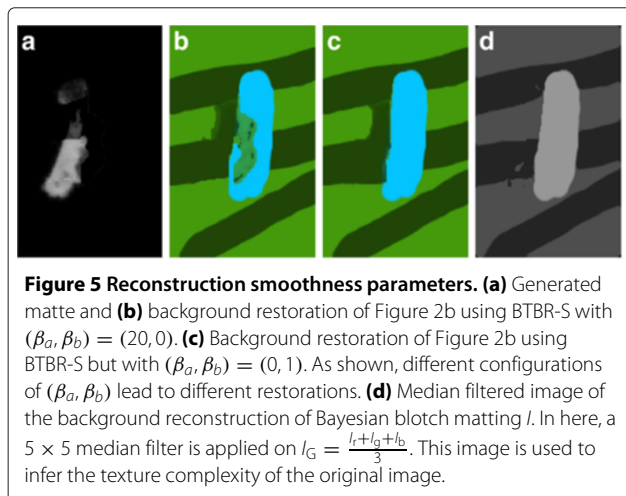 a b c d
Figure 5 Reconstruction smoothness parameters. (a) Generated
matte and (b) background restoration of Figure 2b using BTBR-S with
(βa, βb) = (20, 0). (c) Background restoration of Figure 2b using
BTBR-S but with (βa, βb) = (0, 1). As shown, different configurations
of (βa, βb) lead to different restorations. (d) Median filtered image of
the background reconstruction of Bayesian blotch matting I. In here, a
5 × 5 median filter is applied on IG = (Ir+Ig+Ib)/3. This image is used to
infer the texture complexity of the original image.